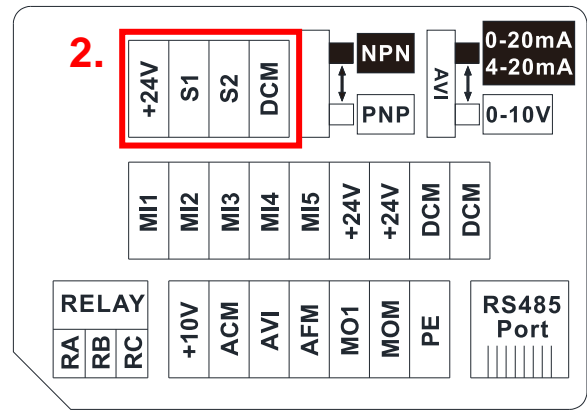 2.
+24V S1 S2 DCM
NPN
PNP
AVI
0-20mA
4-20mA
0-10V
MI1 MI2 MI3 MI4 MI5 +24V +24V DCM DCM
RELAY
RA RB RC
+10V ACM AVI AFM MO1 MOM PE
RS485
Port